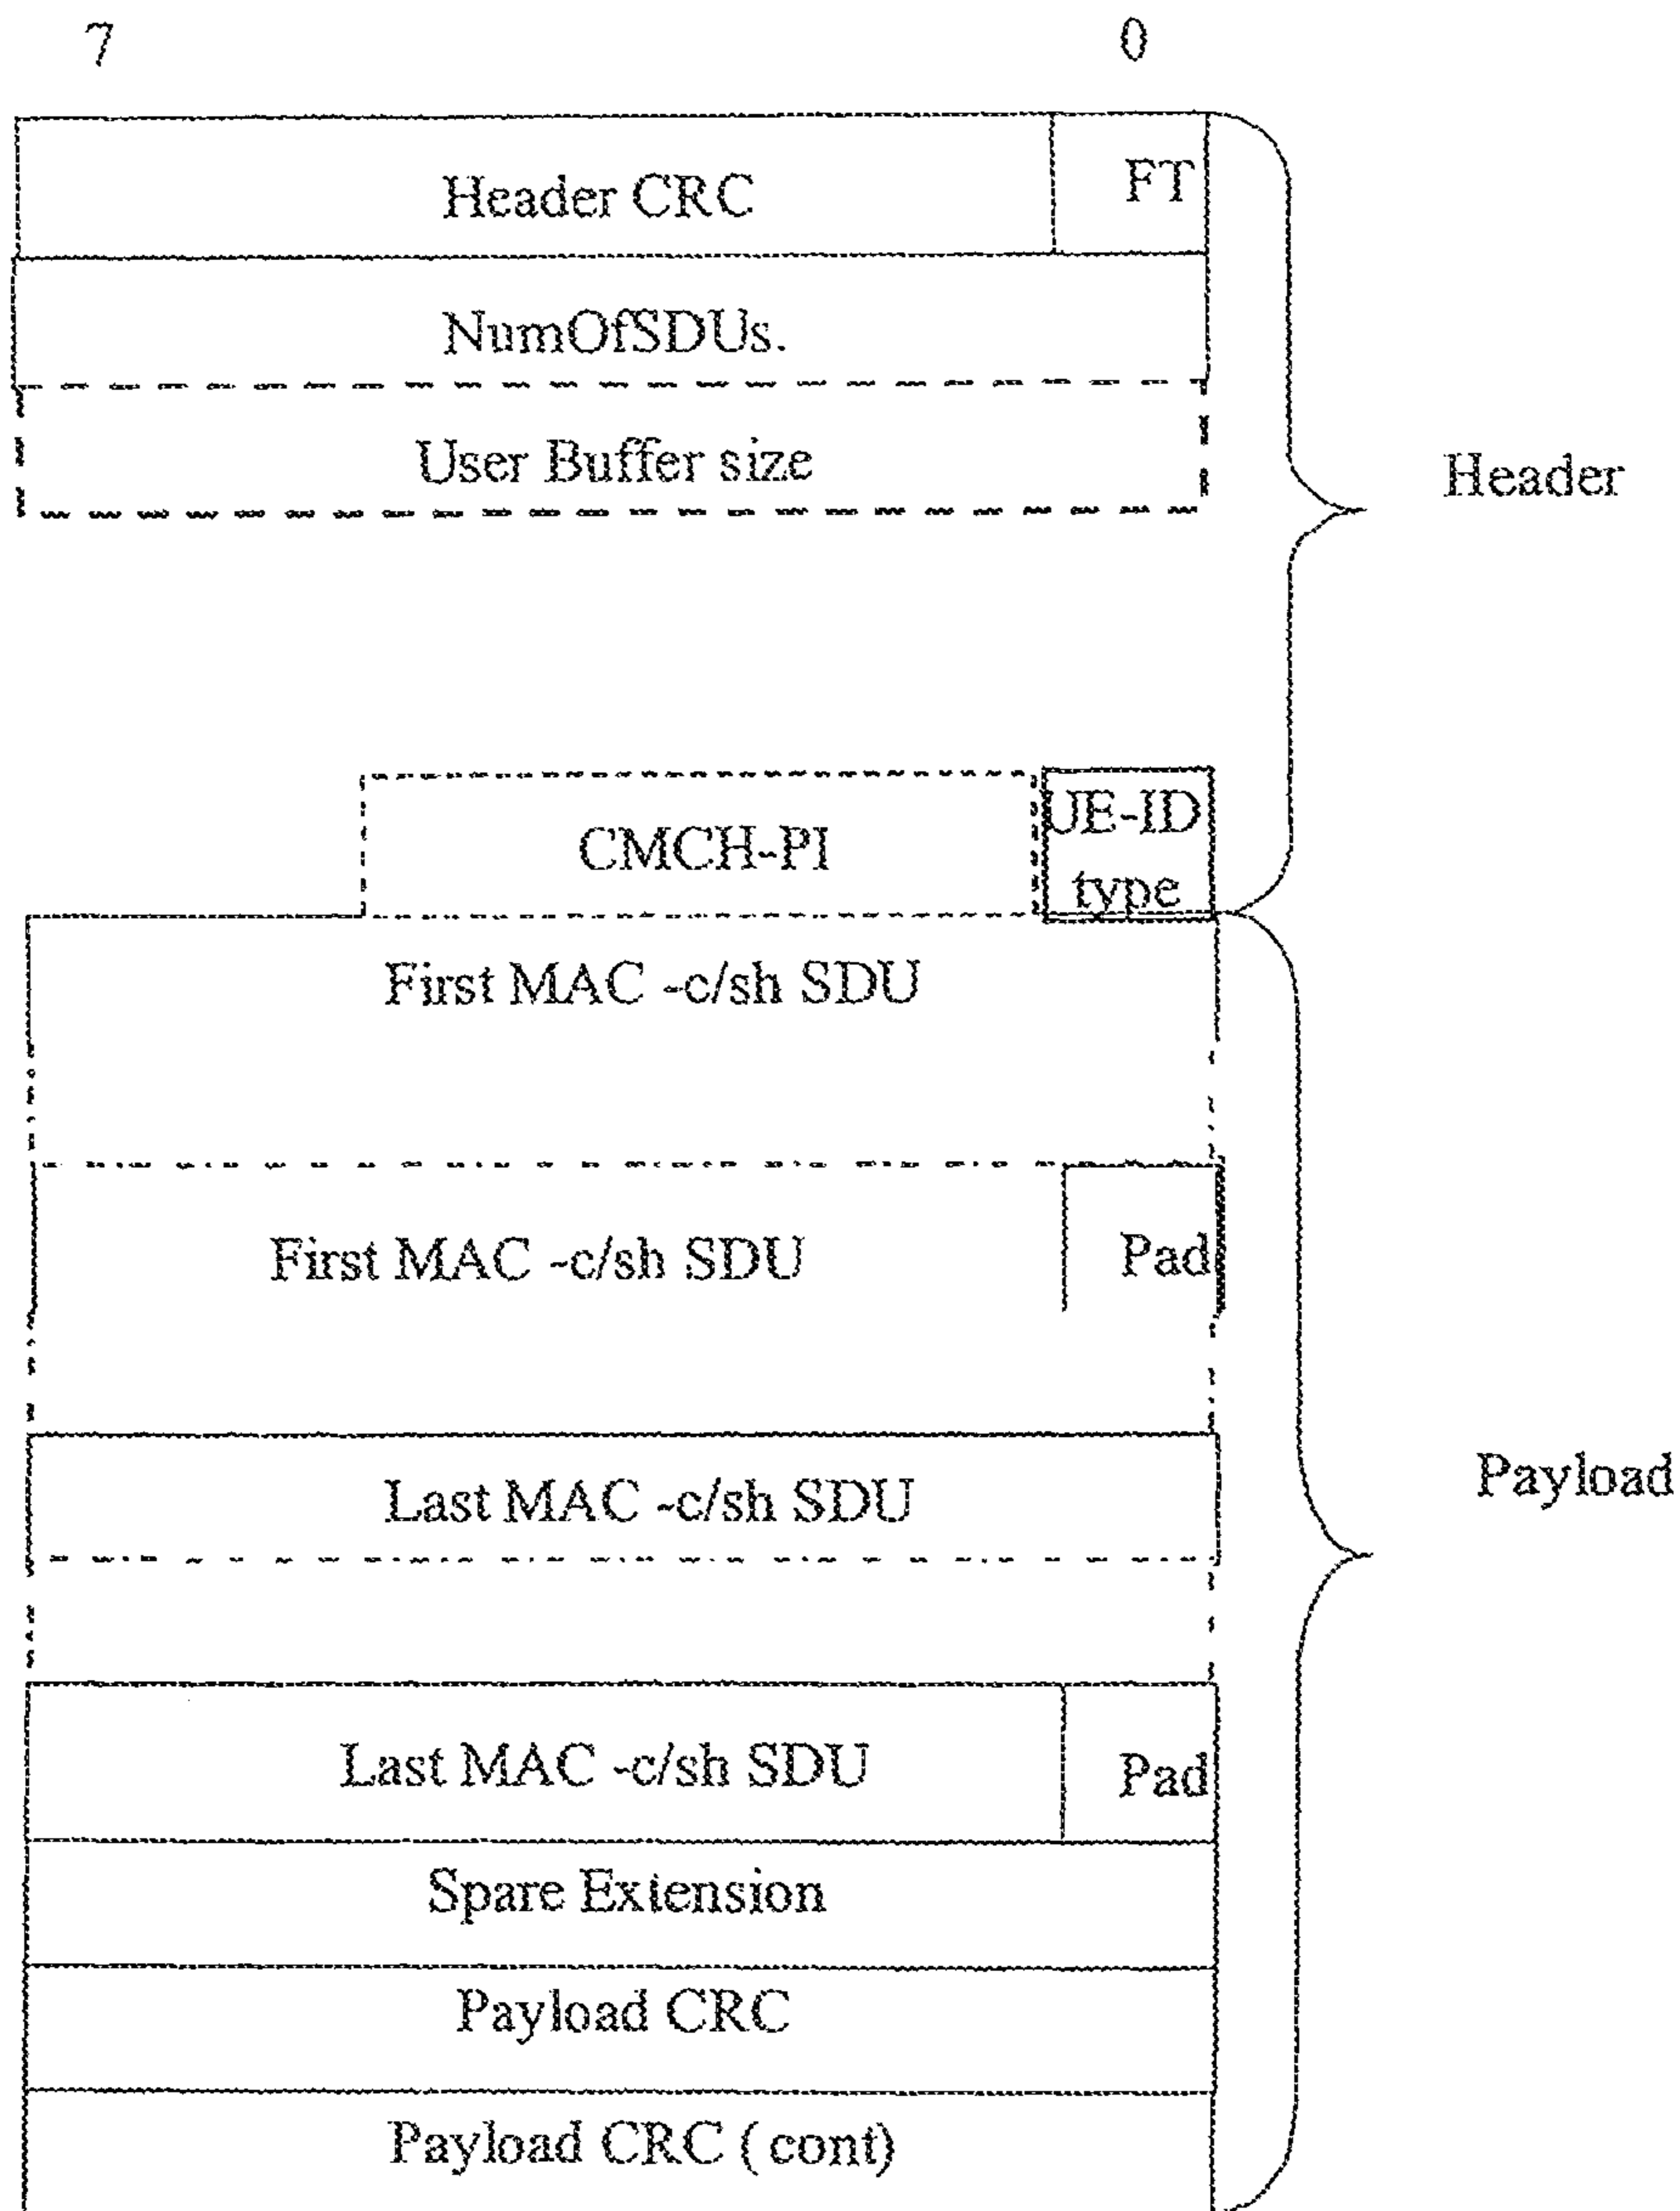 7 0
Header CRC FT
NumOfSDUs.
User Buffer size
Header
CMCH-PI UE-ID
type
First MAC -c/sh SDU
First MAC -c/sh SDU Pad
Last MAC -c/sh SDU
Payload
Last MAC -c/sh SDU Pad
Spare Extension
Payload CRC
Payload CRC ( cont)